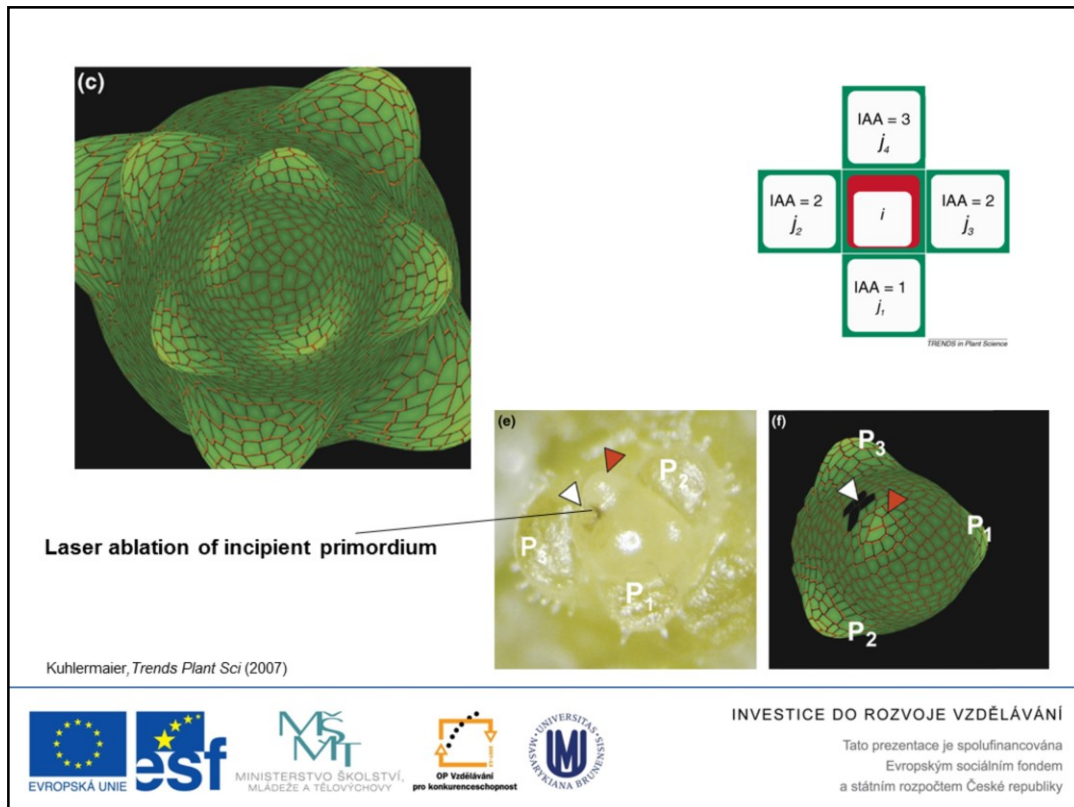 (c)
IAA = 3
j4
IAA = 2
j2
i
IAA = 2
j3
IAA = 1
j1
TRENDS in Plant Science
(e)
P2
P3
P1
(f)
P3
P1
P2
Laser ablation of incipient primordium
Kuhlermaier, Trends Plant Sci (2007)
EVROPSKÁ UNIE
esf
MŠMT
MINISTERSTVO ŠKOLSTVÍ,
MLÁDEŽE A TĚLOVÝCHOVY
OP Vzdělávání
pro konkurenceschopnost
UNIVERSITAS MASARYKIANA BRUNENSIS
INVESTICE DO ROZVOJE VZDĚLÁVÁNÍ
Tato prezentace je spolufinancována
Evropským sociálním fondem
a státním rozpočtem České republiky